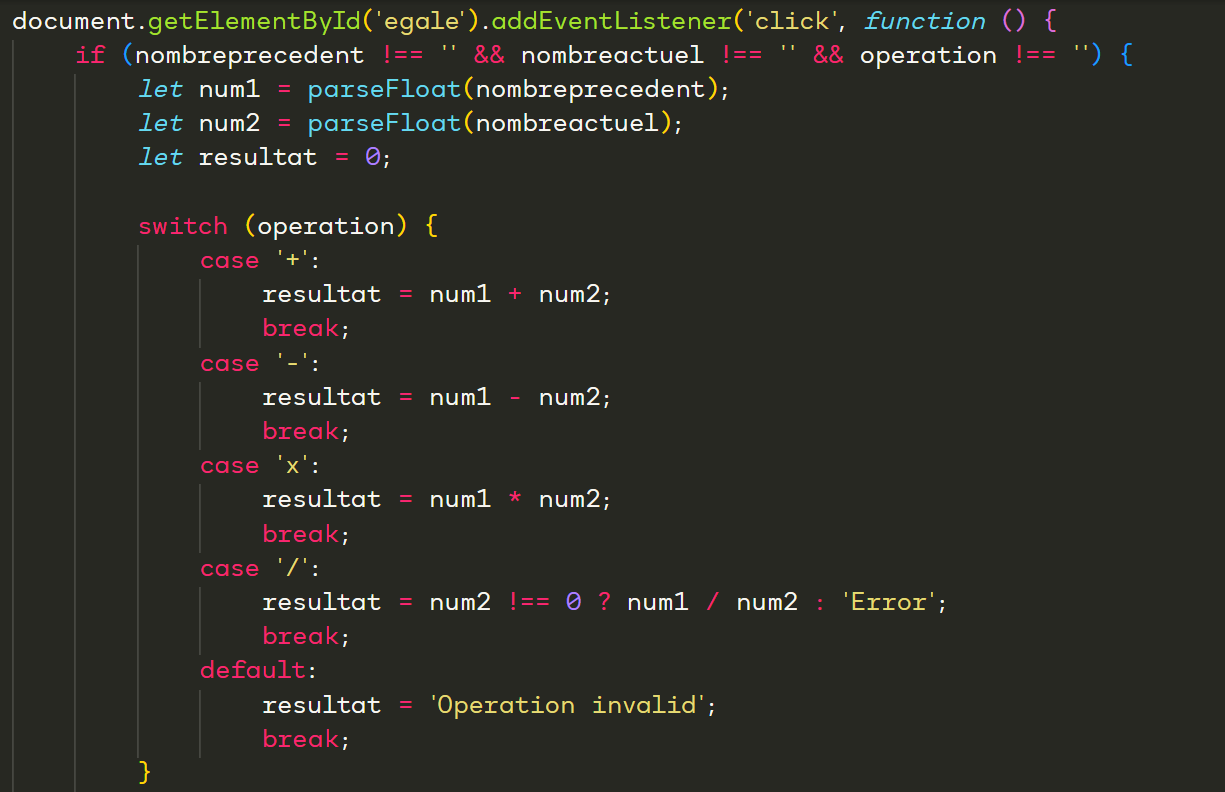 document.getElementById('egale').addEventListener('click', function () {
if (nombreprecedent !== '' && nombreactuel !== '' && operation !== '') {
let num1 = parseFloat(nombreprecedent);
let num2 = parseFloat(nombreactuel);
let resultat = 0;
switch (operation) {
case '+':
resultat = num1 + num2;
break;
case '-':
resultat = num1 - num2;
break;
case 'x':
resultat = num1 * num2;
break;
case '/':
resultat = num2 !== 0 ? num1 / num2 : 'Error';
break;
default:
resultat = 'Operation invalid';
break;
}